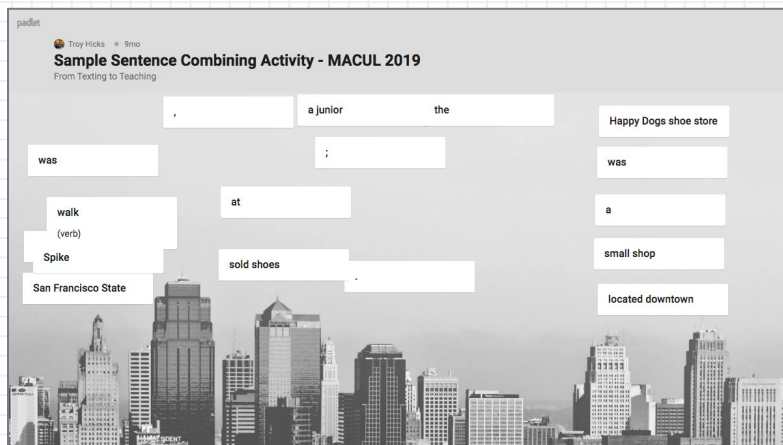 padlet
Troy Hicks • 9mo
Sample Sentence Combining Activity - MACUL 2019
From Texting to Teaching
,
a junior
the
Happy Dogs shoe store
was
;
was
at
a
walk
(verb)
Spike
sold shoes
.
small shop
San Francisco State
located downtown